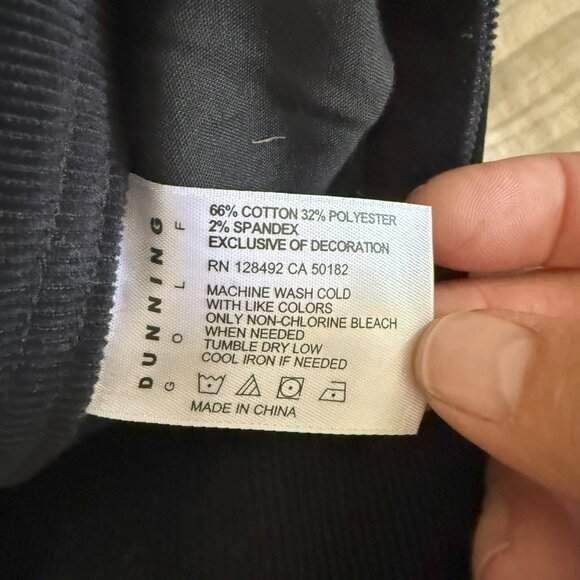 DUNNING
GOLF
66% COTTON 32% POLYESTER
2% SPANDEX
EXCLUSIVE OF DECORATION
RN 128492 CA 50182
MACHINE WASH COLD
WITH LIKE COLORS
ONLY NON-CHLORINE BLEACH
WHEN NEEDED
TUMBLE DRY LOW
COOL IRON IF NEEDED
MADE IN CHINA